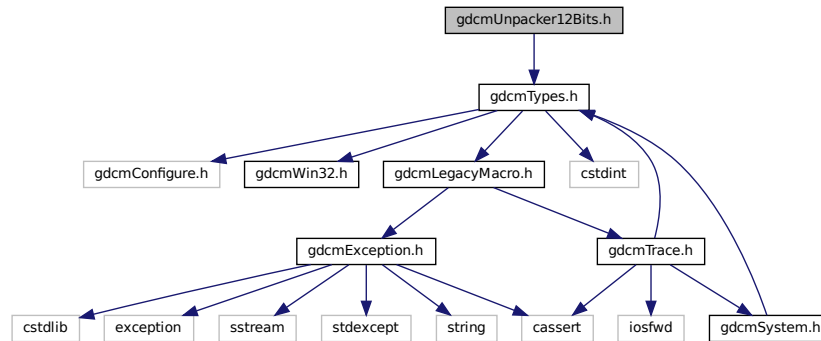 gdcmUnpacker12Bits.h
gdcmTypes.h
gdcmConfigure.h
gdcmWin32.h
gdcmLegacyMacro.h
cstdint
gdcmException.h
gdcmTrace.h
cstdlib
exception
sstream
stdexcept
string
cassert
iosfwd
gdcmSystem.h